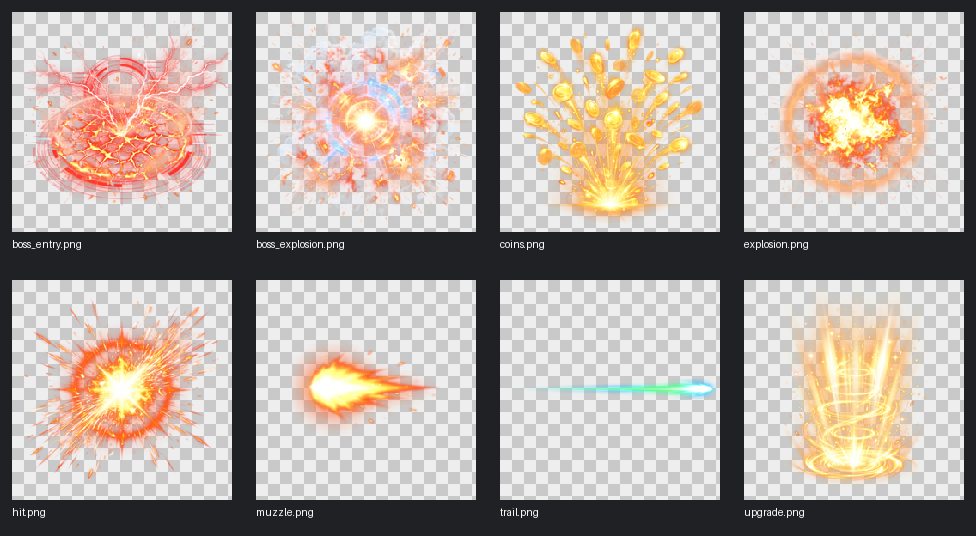 boss_entry.png
boss_explosion.png
coins.png
explosion.png
hit.png
muzzle.png
trail.png
upgrade.png